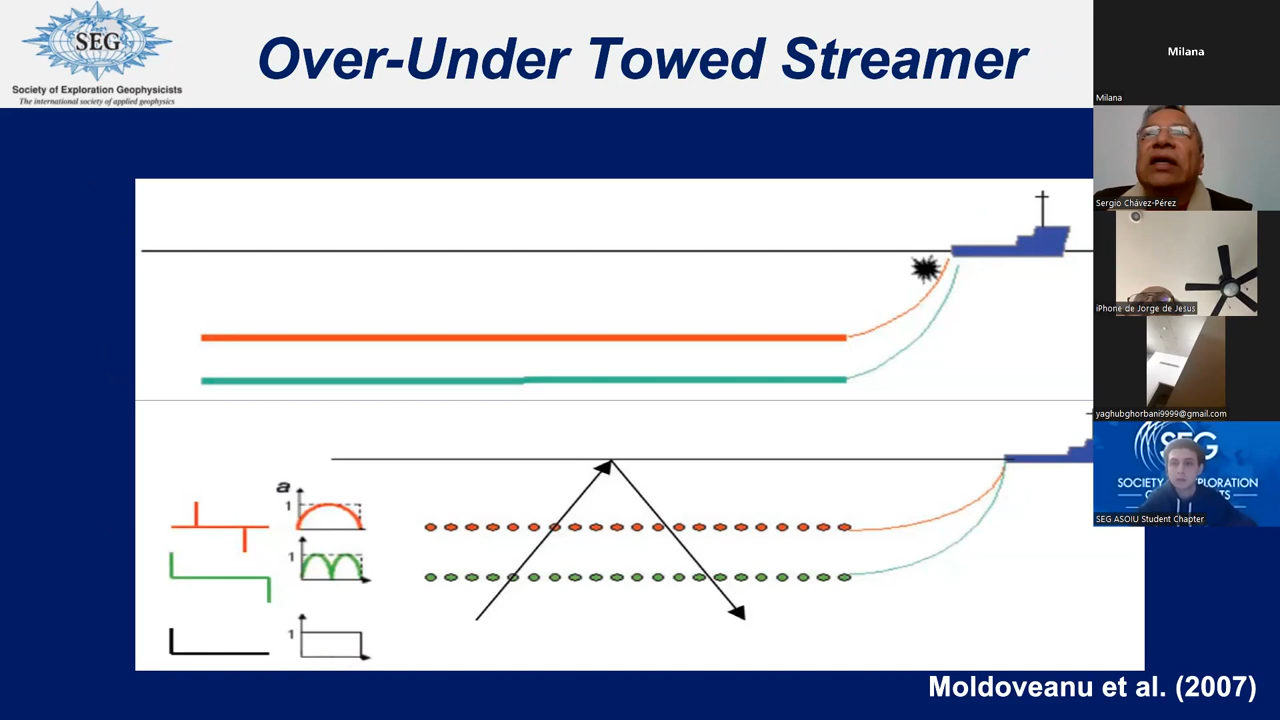 SEG
Society of Exploration Geophysicists
The international society of applied geophysics
Over-Under Towed Streamer
Milana
Milana
Sergio Chávez-Pérez
iPhone de Jorge de Jesus
yaghubghorbani9999@gmail.com
SEG ASOIU Student Chapter
a
1
1
1
Moldoveanu et al. (2007)